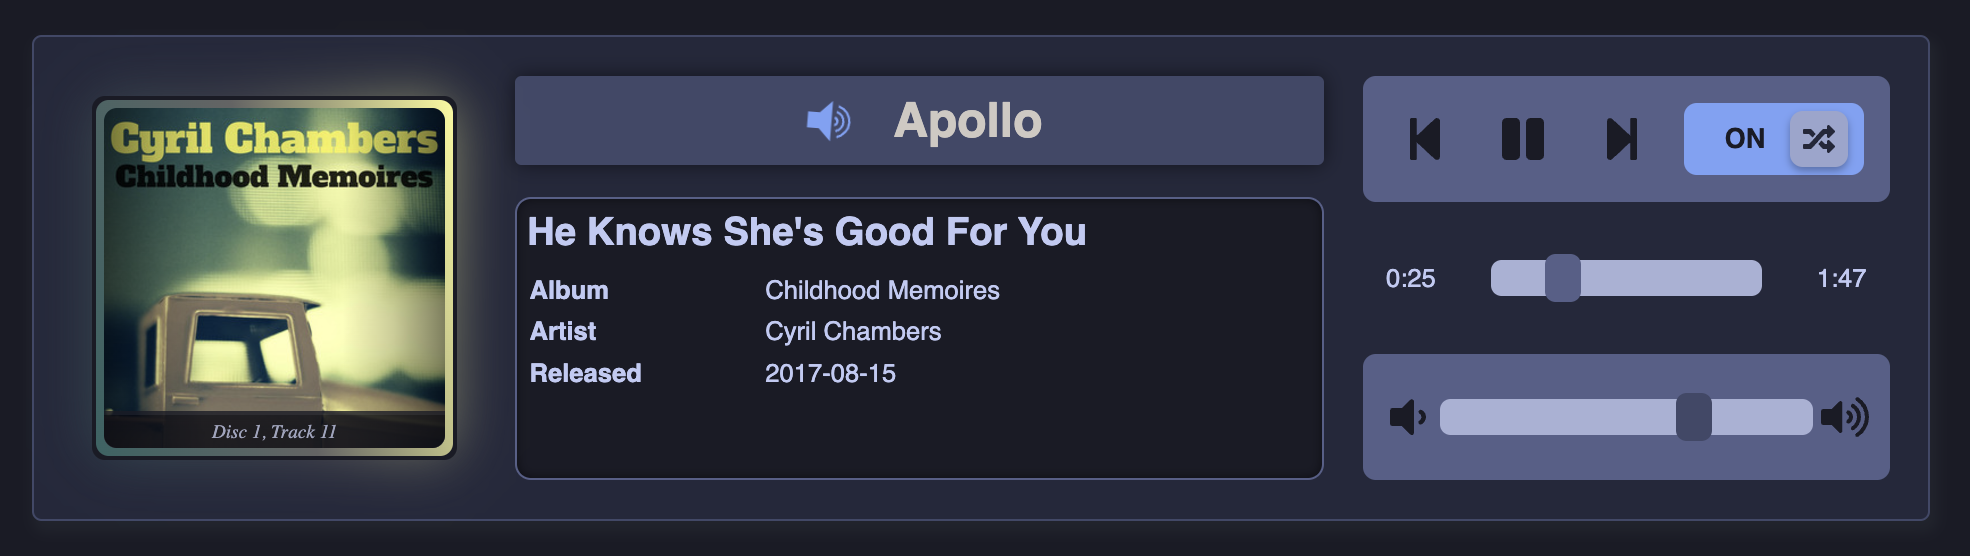 Cyril Chambers
Childhood Memoires
Disc 1, Track 11
Apollo
He Knows She's Good For You
Album Childhood Memoires
Artist Cyril Chambers
Released 2017-08-15
ON
0:25 1:47